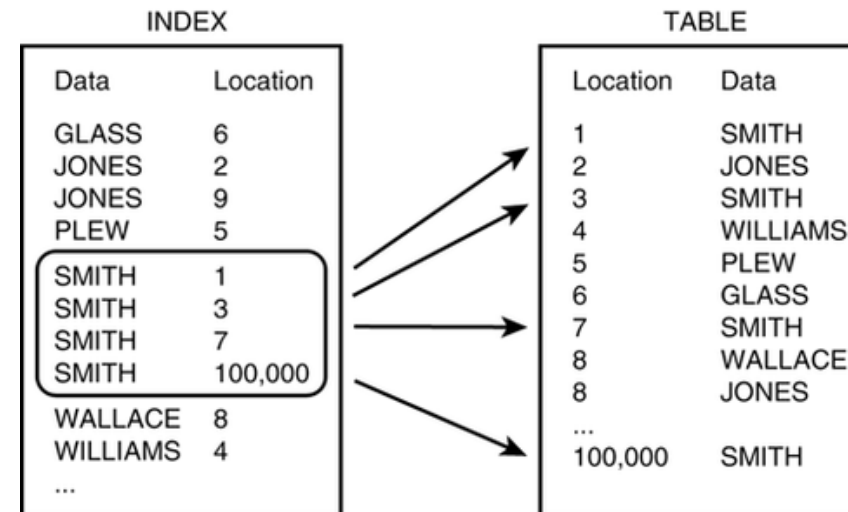 INDEX
Data Location
GLASS 6
JONES 2
JONES 9
PLEW 5
SMITH 1
SMITH 3
SMITH 7
SMITH 100,000
WALLACE 8
WILLIAMS 4
...
TABLE
Location Data
1 SMITH
2 JONES
3 SMITH
4 WILLIAMS
5 PLEW
6 GLASS
7 SMITH
8 WALLACE
8 JONES
...
100,000 SMITH